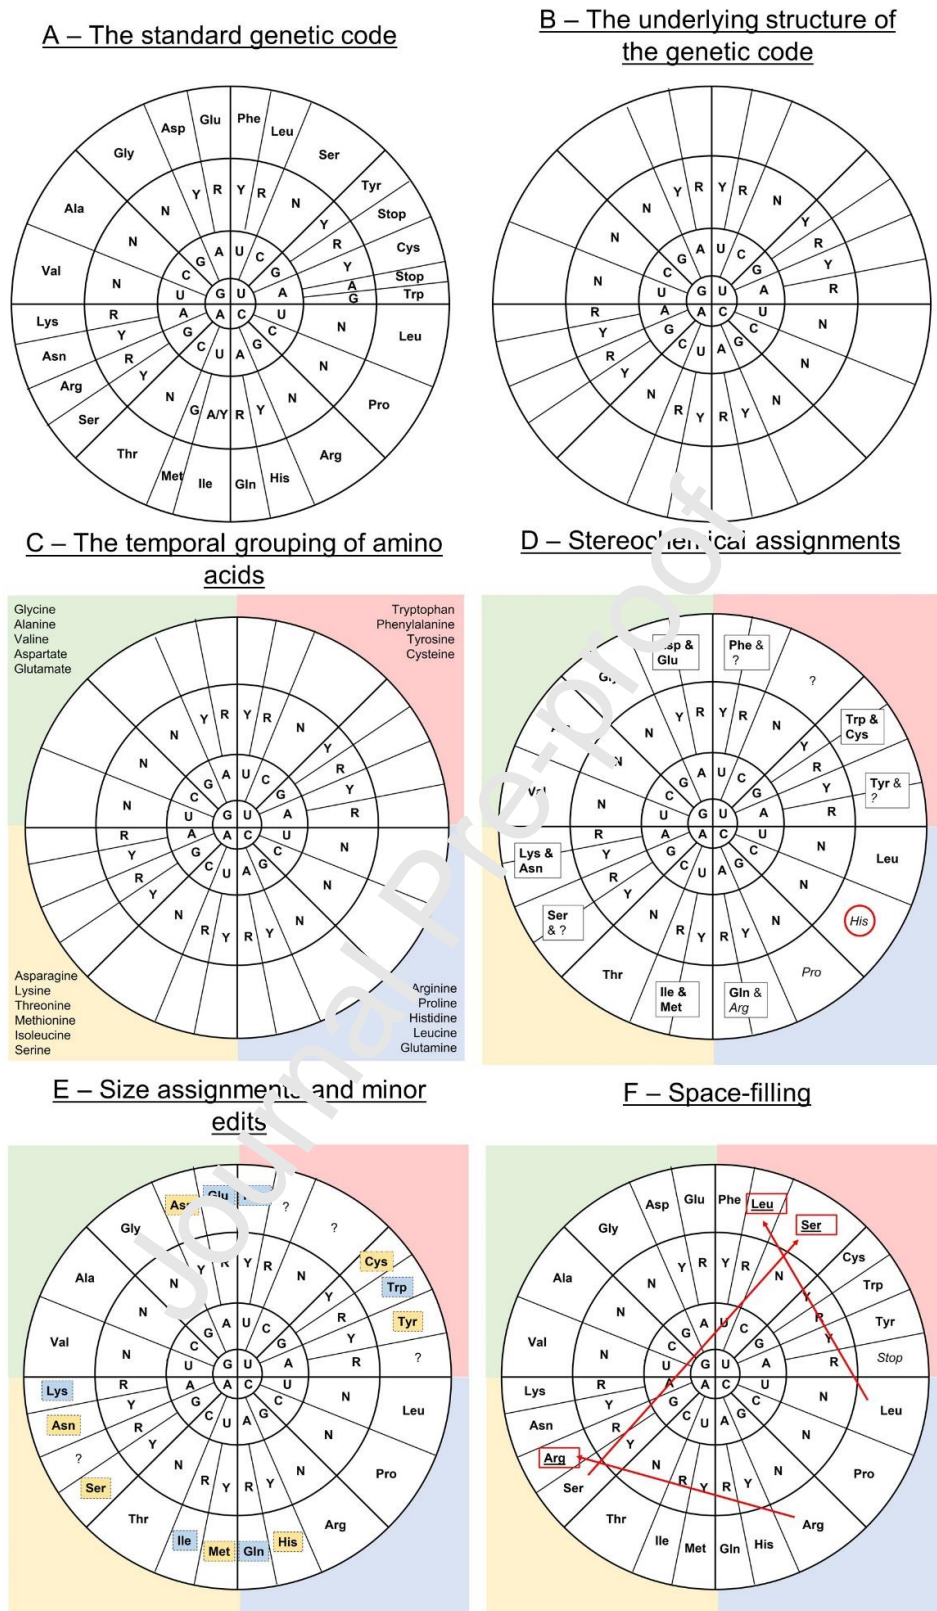 A – The standard genetic code
Phe
Leu
Ser
Tyr
Stop
Cys
Stop
Trp
Leu
Pro
Arg
His
Gln
Ile
Met
Thr
Ser
Arg
Asn
Lys
Val
Ala
Gly
Asp
Glu
Y
R
N
Y
R
Y
A
G
N
N
N
Y
R
A/Y
G
N
Y
R
Y
R
N
N
N
Y
R
U
C
G
A
U
C
G
A
U
C
G
A
U
C
G
A
G U
A C
B – The underlying structure of
the genetic code
Y
R
N
Y
R
Y
R
N
N
N
Y
R
Y
R
N
Y
R
Y
R
N
N
N
Y
R
U
C
G
A
U
C
G
A
U
C
G
A
U
C
G
A
G U
A C
C – The temporal grouping of amino
acids
Glycine
Alanine
Valine
Aspartate
Glutamate
Tryptophan
Phenylalanine
Tyrosine
Cysteine
Y
R
N
Y
R
Y
R
N
N
N
Y
R
Y
R
N
Y
R
Y
R
N
N
N
Y
R
U
C
G
A
U
C
G
A
U
C
G
A
U
C
G
A
G U
A C
Asparagine
Lysine
Threonine
Methionine
Isoleucine
Serine
Arginine
Proline
Histidine
Leucine
Glutamine
D – Stereochemical assignments
Phe &
?
?
Trp &
Cys
Tyr &
?
Leu
His
Pro
Gln &
Arg
Ile &
Met
Thr
Ser
& ?
Lys &
Asn
Val
Gly
Asp &
Glu
Y
R
N
Y
R
Y
R
N
N
N
Y
R
Y
R
N
Y
R
Y
R
N
N
N
Y
R
U
C
G
A
U
C
G
A
U
C
G
A
U
C
G
A
G U
A C
E – Size assignments and minor
edits
?
?
Cys
Trp
Tyr
?
Leu
Pro
Arg
His
Gln
Met
Ile
Thr
Ser
?
Asn
Lys
Val
Ala
Gly
Glu
Y
R
N
Y
R
Y
R
N
N
N
Y
R
Y
R
N
Y
R
Y
R
N
N
N
Y
R
U
C
G
A
U
C
G
A
U
C
G
A
U
C
G
A
G U
A C
F – Space-filling
Phe
Leu
Ser
Cys
Trp
Tyr
Stop
Leu
Pro
Arg
His
Gln
Met
Ile
Thr
Ser
Arg
Asn
Lys
Val
Ala
Gly
Asp
Glu
Y
R
N
Y
R
Y
R
N
N
N
Y
R
Y
R
N
Y
R
Y
R
N
N
N
Y
R
U
C
G
A
U
C
G
A
U
C
G
A
U
C
G
A
G U
A C
Journal Pre-proof